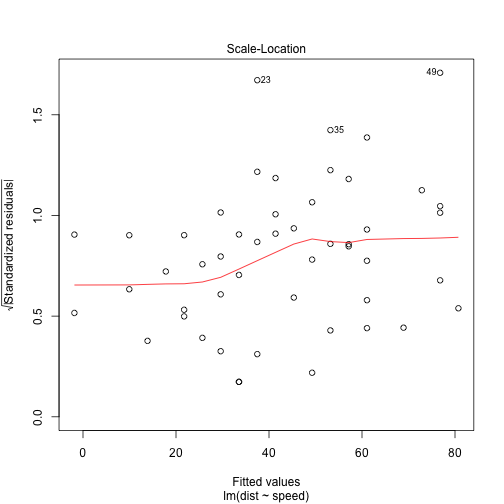 Scale-Location
√|Standardized residuals|
0.0 0.5 1.0 1.5
23
49
35
0 20 40 60 80
Fitted values
lm(dist ~ speed)